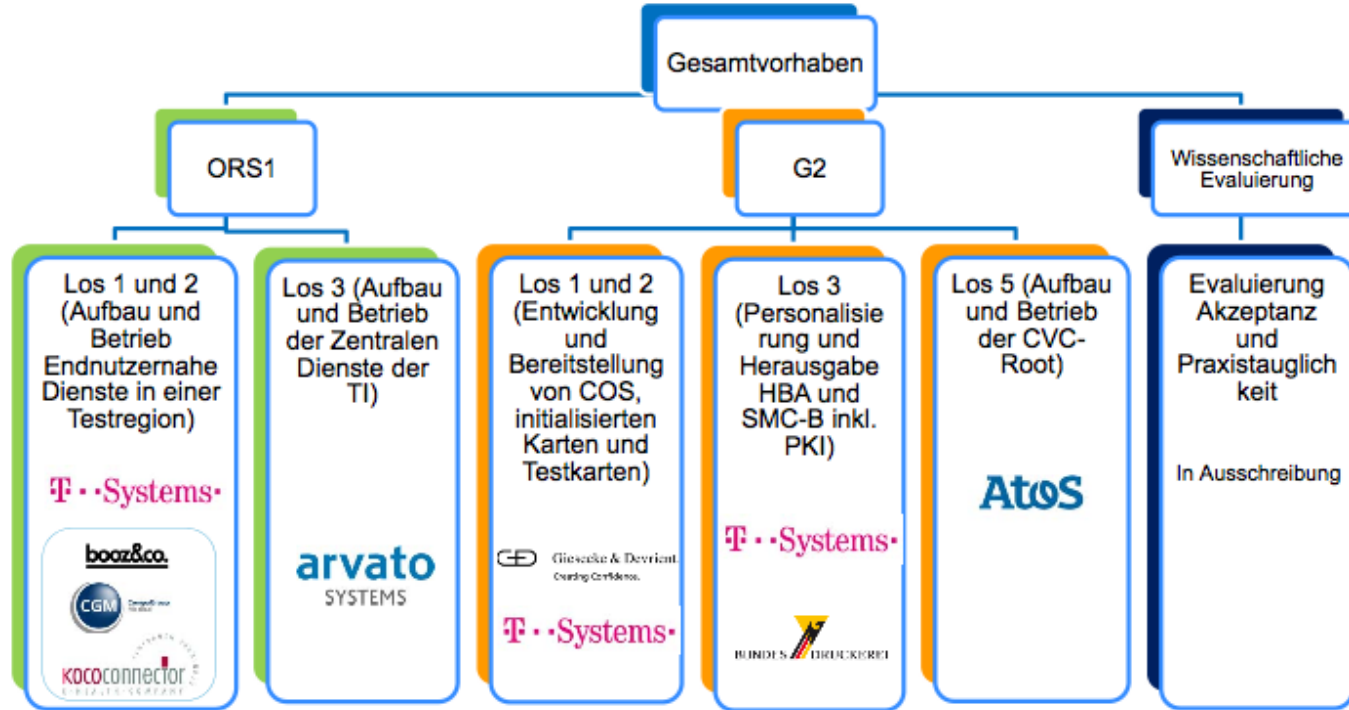 Gesamtvorhaben
ORS1
G2
Wissenschaftliche
Evaluierung
Los 1 und 2
(Aufbau und
Betrieb
Endnutzernahe
Dienste in einer
Testregion)
T··Systems·
booz&co.
CGM
KOCOCONNECTOR
Los 3 (Aufbau
und Betrieb
der Zentralen
Dienste der
TI)
arvato
SYSTEMS
Los 1 und 2
(Entwicklung
und
Bereitstellung
von COS,
initialisierten
Karten und
Testkarten)
Giesecke & Devrient
Creating Confidence.
T··Systems·
Los 3
(Personalisie
rung und
Herausgabe
HBA und
SMC-B inkl.
PKI)
T··Systems·
BUNDES DRUCKEREI
Los 5 (Aufbau
und Betrieb
der CVC-
Root)
Atos
Evaluierung
Akzeptanz
und
Praxistauglich
keit
In Ausschreibung